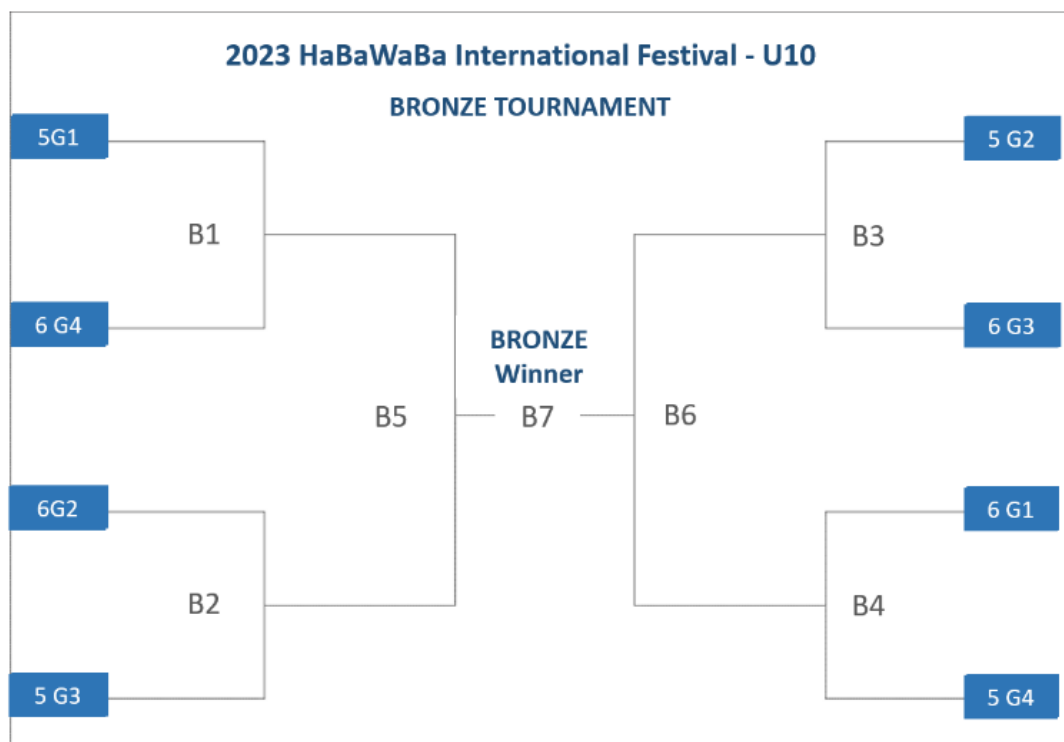 2023 HaBaWaBa International Festival - U10
BRONZE TOURNAMENT
5G1
5 G2
B1
B3
6 G4
6 G3
BRONZE
Winner
B5
B7
B6
6G2
6 G1
B2
B4
5 G3
5 G4